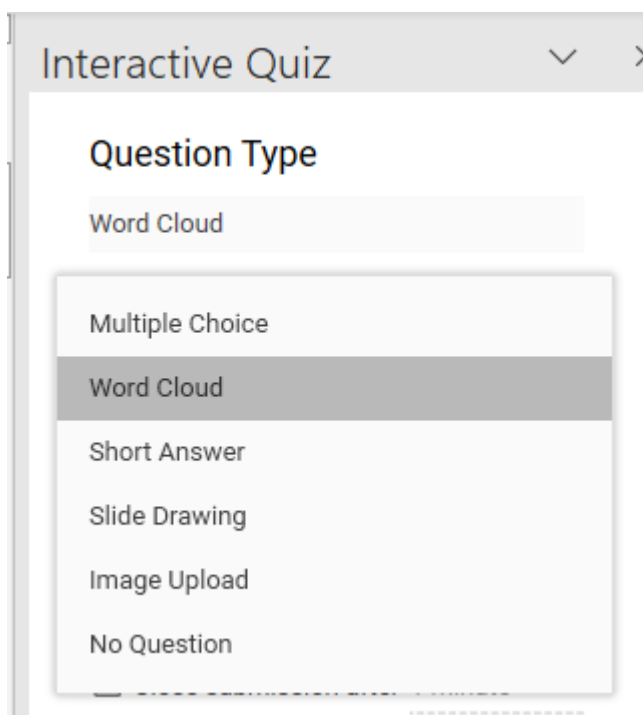 Interactive Quiz
Question Type
Word Cloud
Multiple Choice
Word Cloud
Short Answer
Slide Drawing
Image Upload
No Question